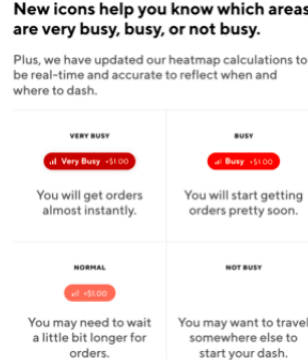 New icons help you know which areas
are very busy, busy, or not busy.
Plus, we have updated our heatmap calculations to
be real-time and accurate to reflect when and
where to dash.
VERY BUSY
Very Busy +$1.00
You will get orders
almost instantly.
BUSY
Busy +$1.00
You will start getting
orders pretty soon.
NORMAL
+$1.00
You may need to wait
a little bit longer for
orders.
NOT BUSY
You may want to travel
somewhere else to
start your dash.